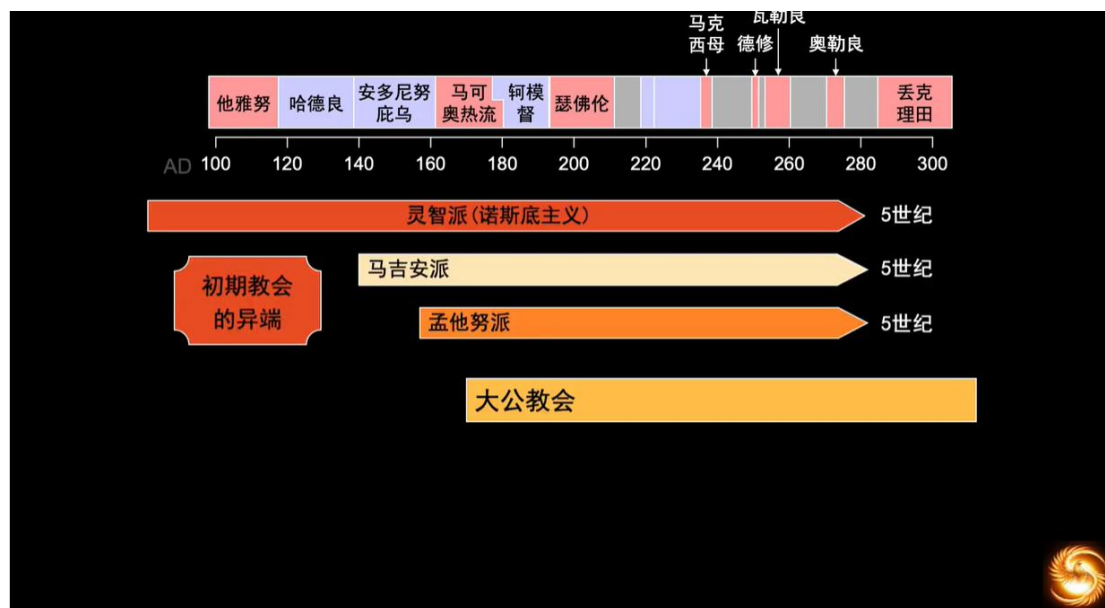 瓦勒良
马克
西母
德修
奥勒良
他雅努
哈德良
安多尼努
庇乌
马可
奥热流
轲模
督
瑟佛伦
丢克
理田
AD 100 120 140 160 180 200 220 240 260 280 300
灵智派(诺斯底主义)
5世纪
马吉安派
5世纪
初期教会
的异端
孟他努派
5世纪
大公教会